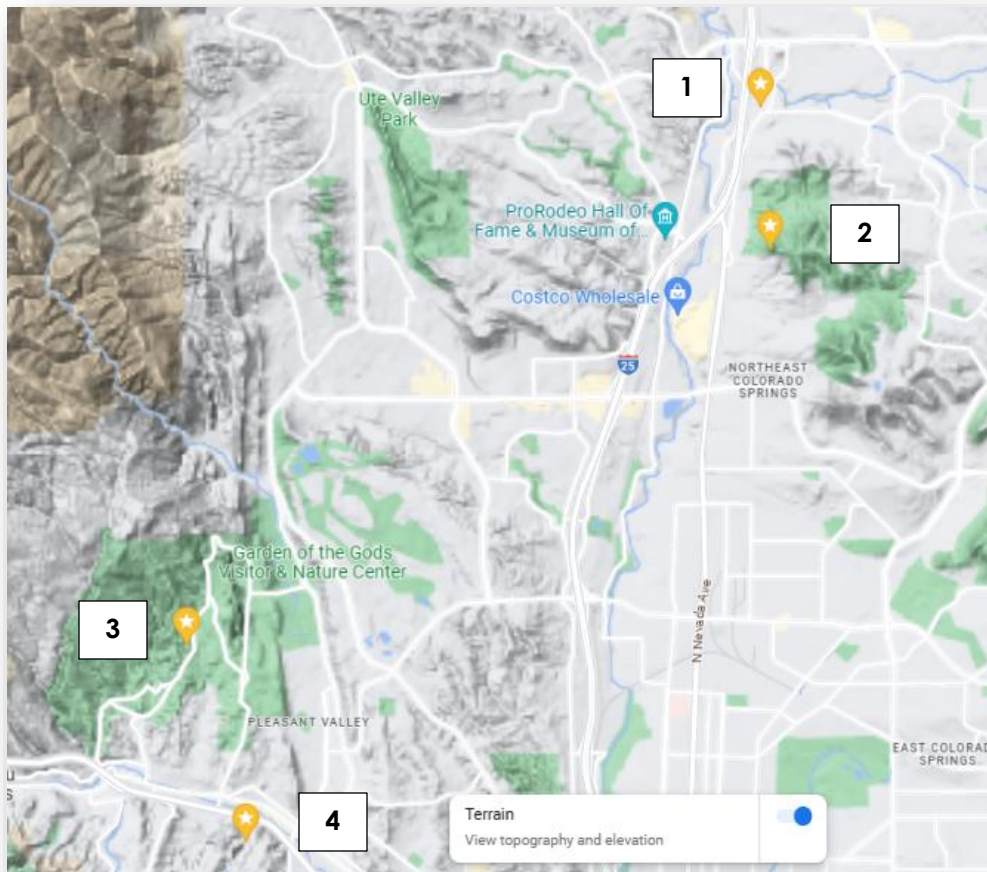 1
Ute Valley
Park
ProRodeo Hall Of
Fame & Museum of...
2
Costco Wholesale
25
NORTHEAST
COLORADO
SPRINGS
Garden of the Gods
Visitor & Nature Center
3
N Nevada Ave
PLEASANT VALLEY
EAST COLORAD
SPRINGS
U
S
4
Terrain
View topography and elevation